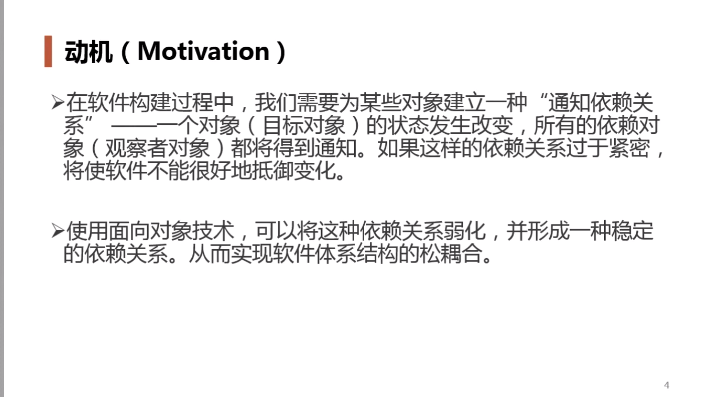 动机（Motivation）
➢在软件构建过程中，我们需要为某些对象建立一种“通知依赖关
系” ——一个对象（目标对象）的状态发生改变，所有的依赖对
象（观察者对象）都将得到通知。如果这样的依赖关系过于紧密，
将使软件不能很好地抵御变化。
➢使用面向对象技术，可以将这种依赖关系弱化，并形成一种稳定
的依赖关系。从而实现软件体系结构的松耦合。
4